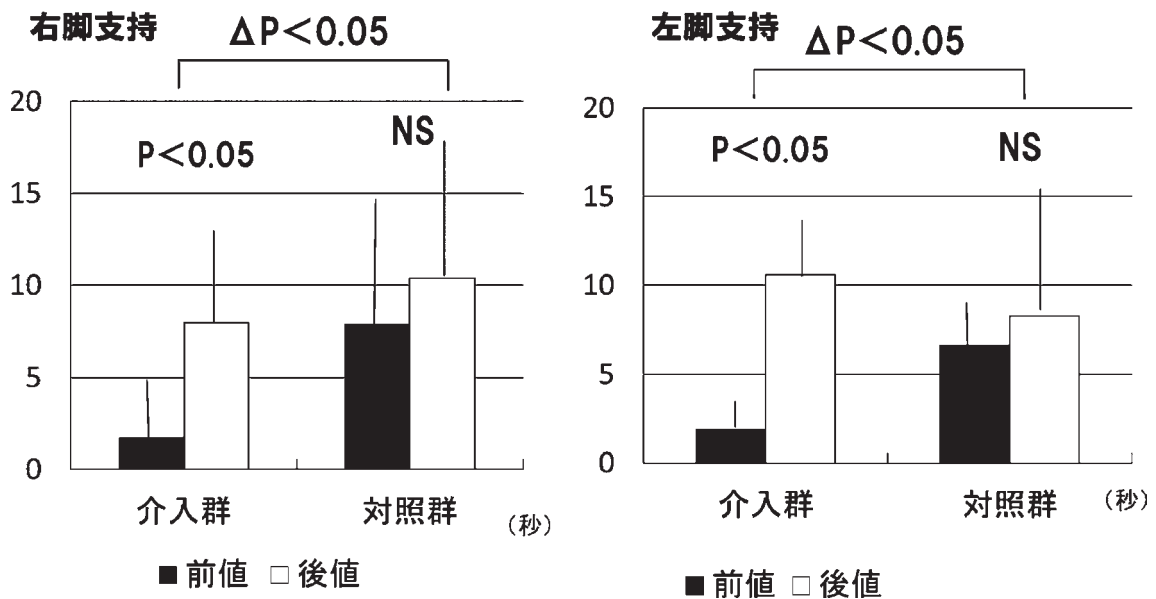 右脚支持
ΔP<0.05
20
15
10
5
0
P<0.05
NS
介入群
対照群
(秒)
■前値 □後値
左脚支持
ΔP<0.05
20
15
10
5
0
P<0.05
NS
介入群
対照群
(秒)
■前値 □後値